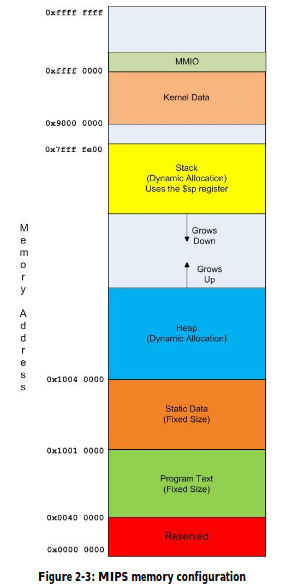 0xffff ffff
MMIO
0xffff 0000
Kernel Data
0x9000 0000
0x7fff fe00
Stack
(Dynamic Allocation)
Uses the $sp register
Grows
Down
Grows
Up
Memory Address
Heap
(Dynamic Allocation)
0x1004 0000
Static Data
(Fixed Size)
0x1001 0000
Program Text
(Fixed Size)
0x0040 0000
Reserved
0x0000 0000
Figure 2-3: MIPS memory configuration